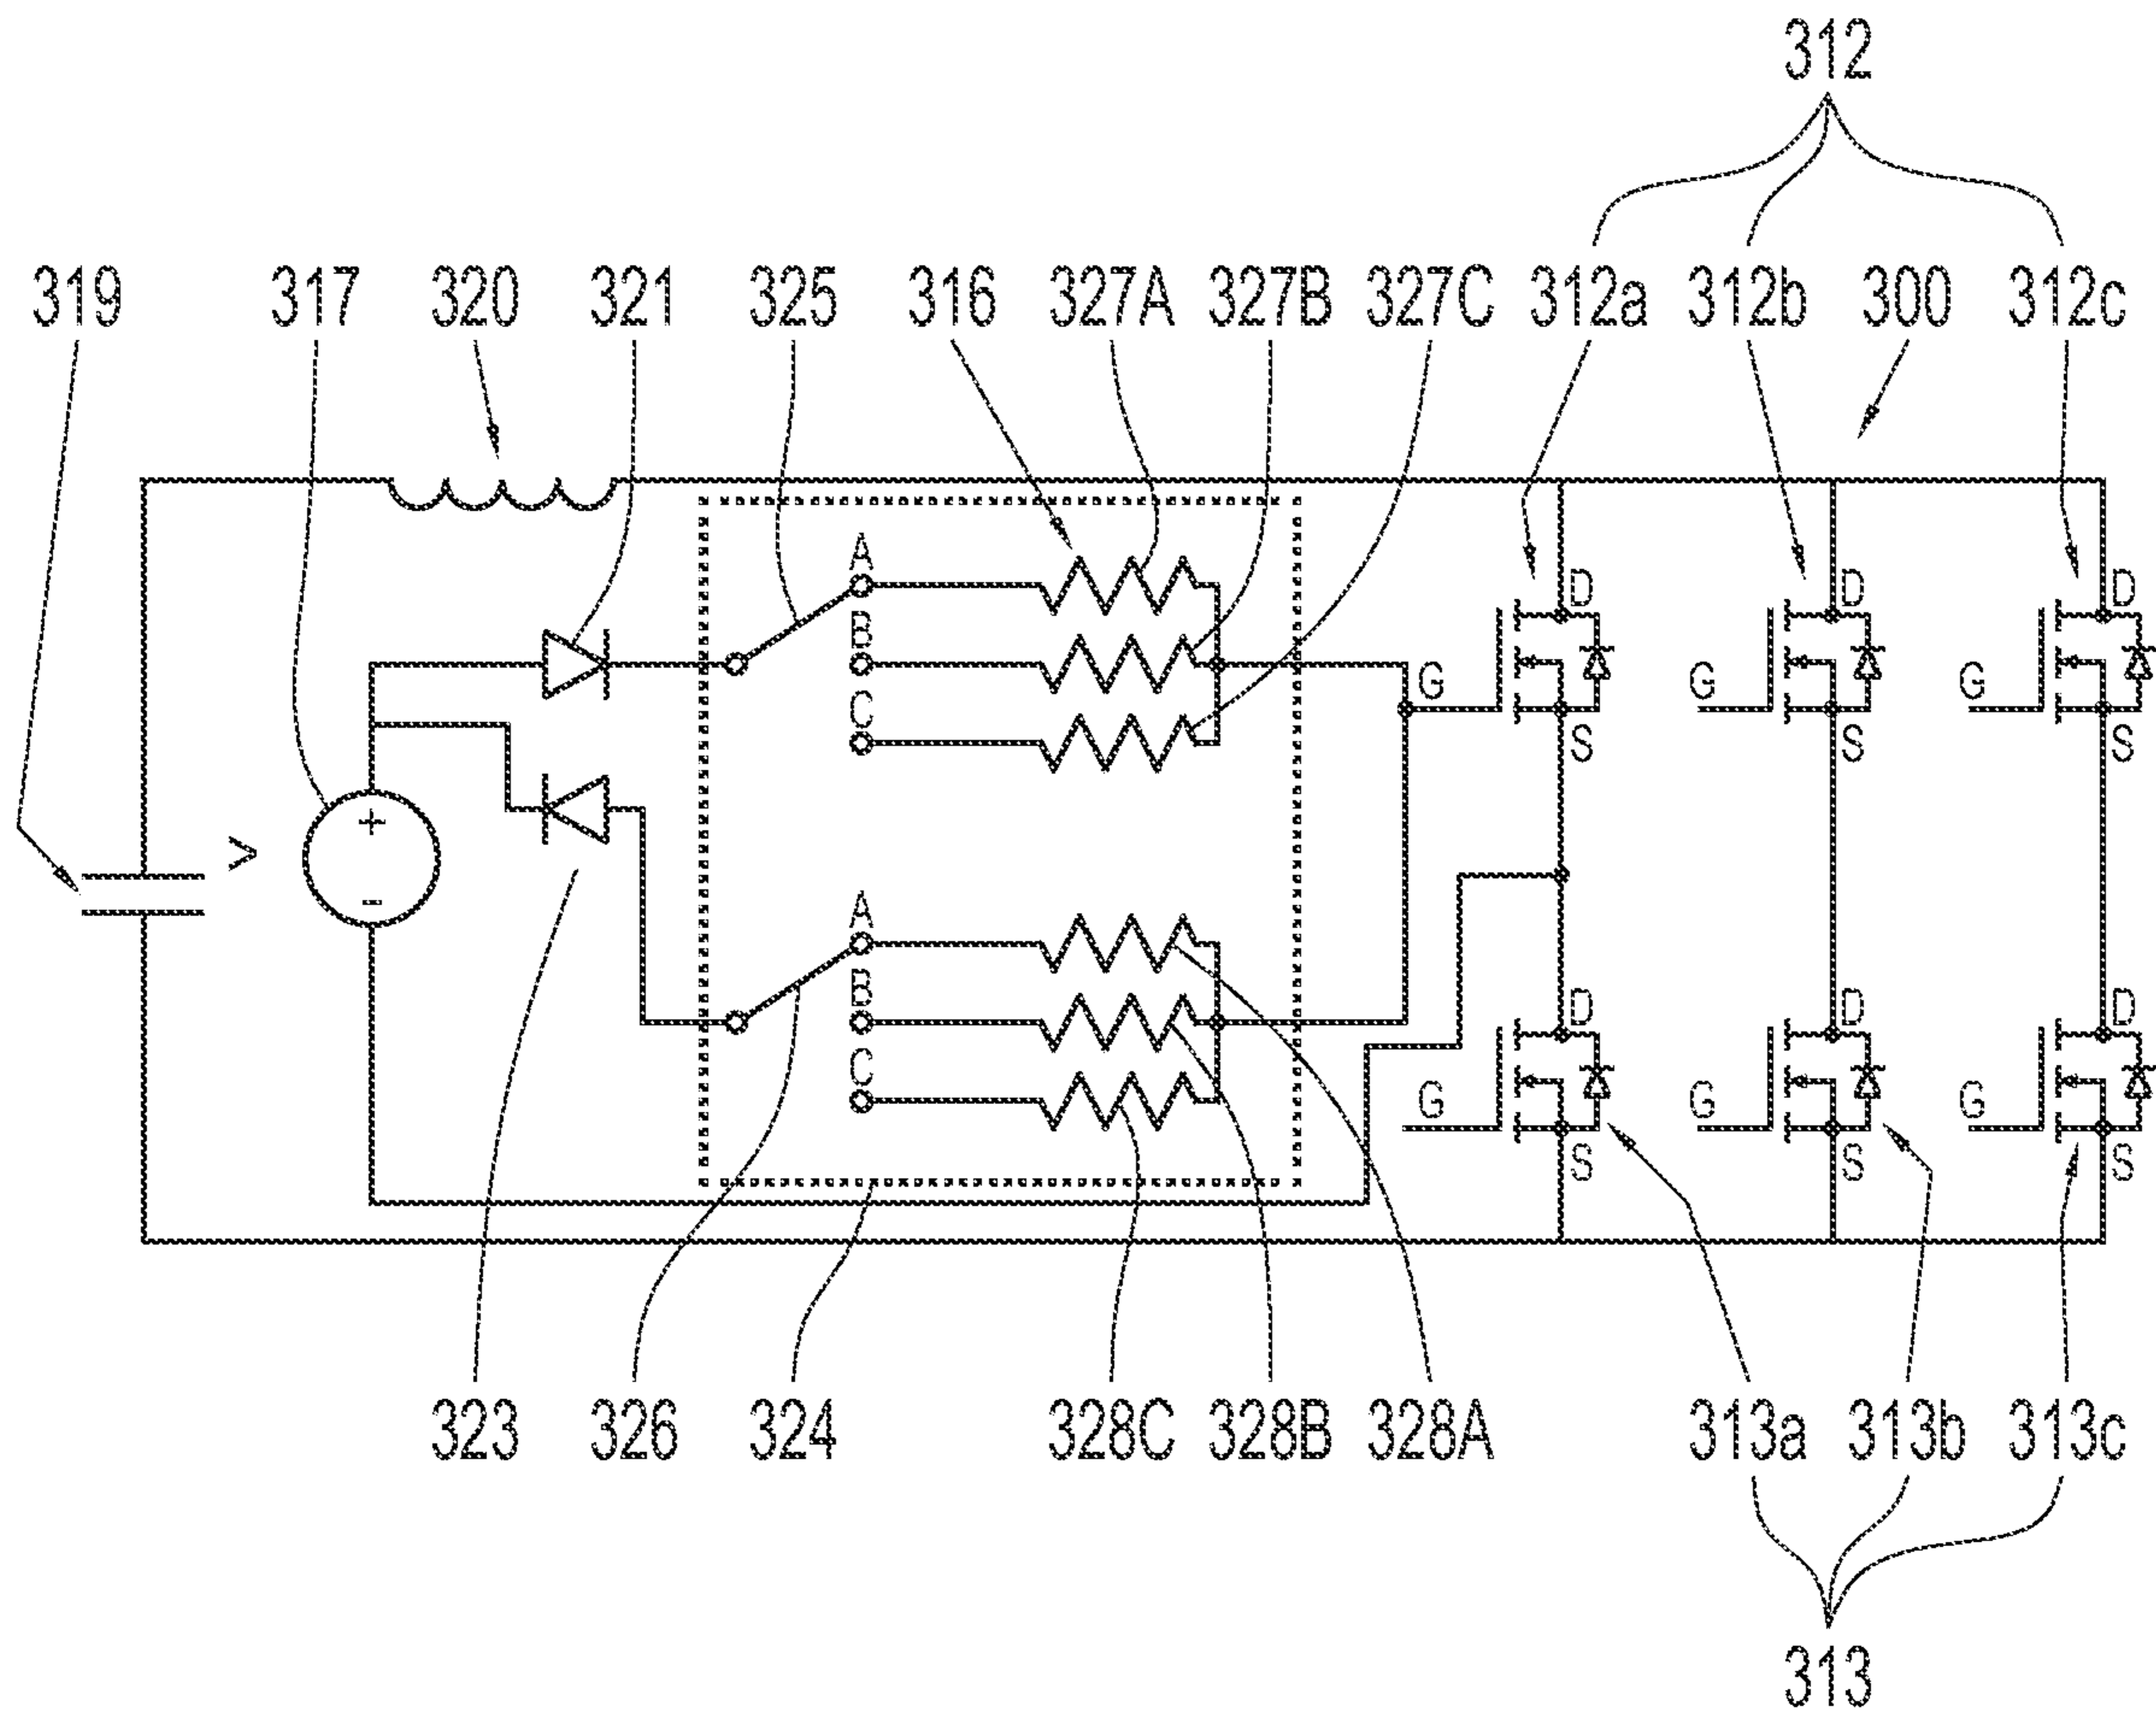 312
319 317 320 321 325 316 327A 327B 327C 312a 312b 300 312c
A
B
C
D D D
G G G
S S S
>
+
-
A
B
C
D D D
G G G
S S S
323 326 324 328C 328B 328A 313a 313b 313c
313